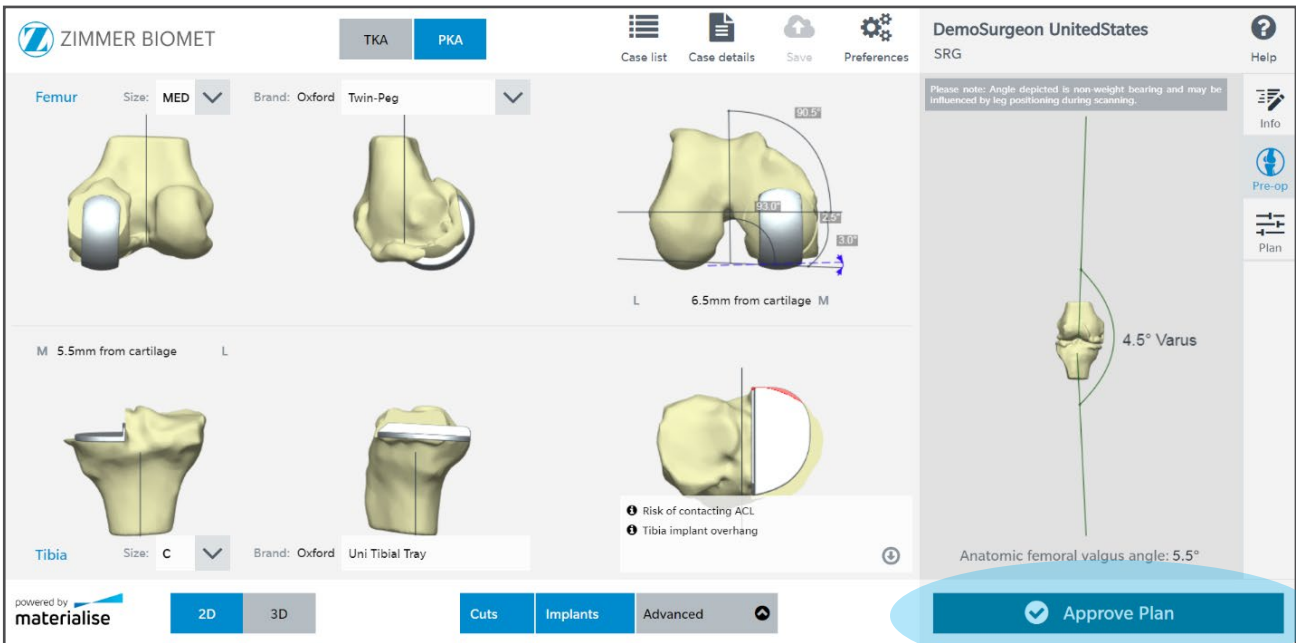 ZIMMER BIOMET
TKA PKA
Case list Case details Save Preferences
DemoSurgeon UnitedStates
SRG
Help
Femur Size: MED Brand: Oxford Twin-Peg
Please note: Angle depicted is non-weight bearing and may be
influenced by leg positioning during scanning.
Info
Pre-op
Plan
90.5°
93.0°
2.5°
3.0°
L 6.5mm from cartilage M
M 5.5mm from cartilage L
4.5° Varus
Risk of contacting ACL
Tibia implant overhang
Tibia Size: C Brand: Oxford Uni Tibial Tray
Anatomic femoral valgus angle: 5.5°
powered by
materialise
2D 3D
Cuts Implants Advanced
Approve Plan